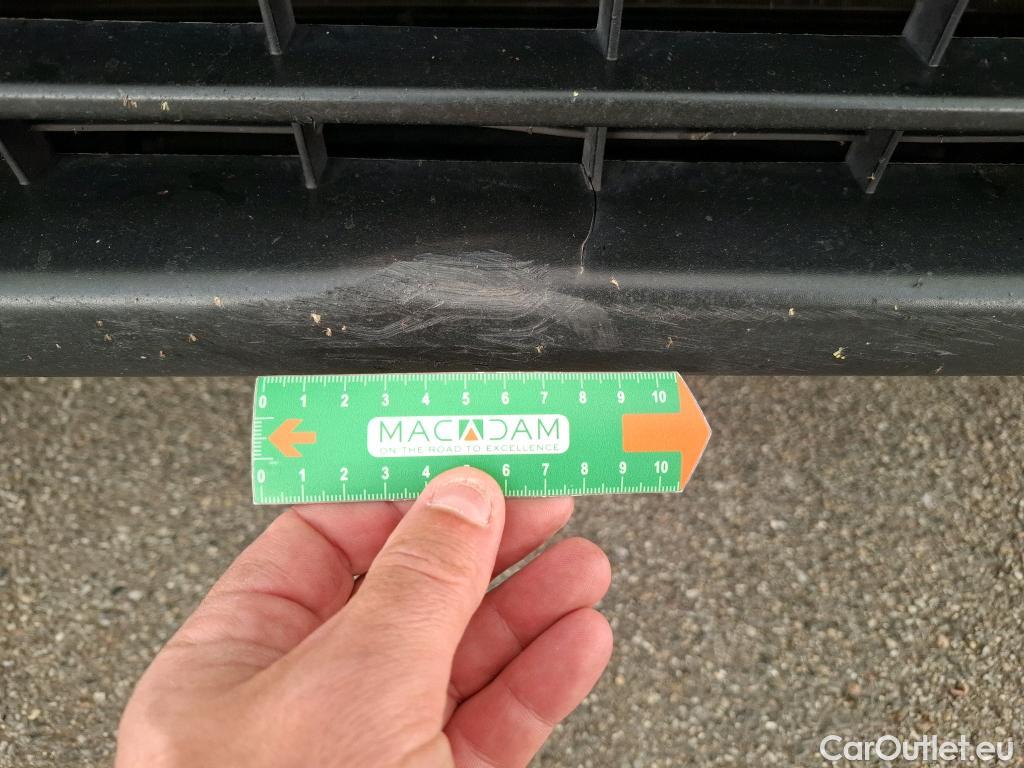 0 1 2 3 4 5 6 7 8 9 10
MACADAM
ON THE ROAD TO EXCELLENCE
0 1 2 3 4 6 7 8 9 10
CarOutlet.eu